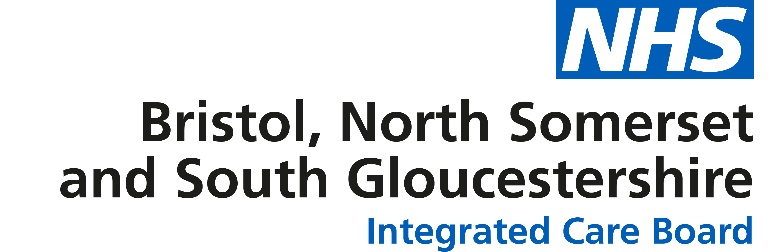 NHS
Bristol, North Somerset
and South Gloucestershire
Integrated Care Board